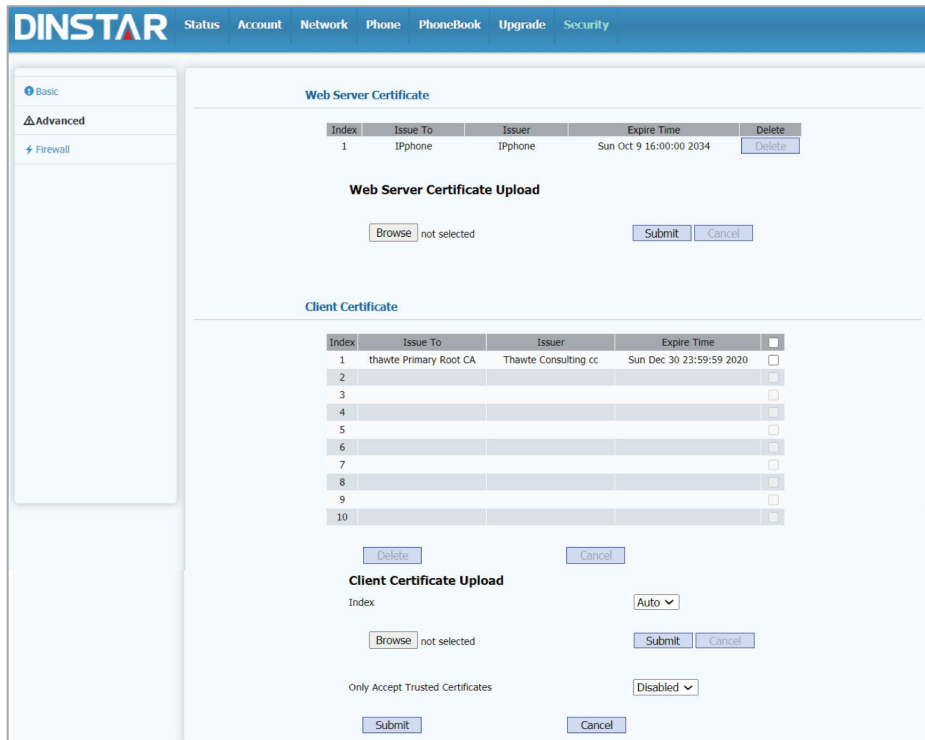 DINSTAR Status Account Network Phone PhoneBook Upgrade Security
Basic
Advanced
Firewall
Web Server Certificate
Index Issue To Issuer Expire Time Delete
1 IPphone IPphone Sun Oct 9 16:00:00 2034 Delete
Web Server Certificate Upload
Browse not selected Submit Cancel
Client Certificate
Index Issue To Issuer Expire Time
1 thawte Primary Root CA Thawte Consulting cc Sun Dec 30 23:59:59 2020
2
3
4
5
6
7
8
9
10
Delete Cancel
Client Certificate Upload
Index Auto
Browse not selected Submit Cancel
Only Accept Trusted Certificates Disabled
Submit Cancel